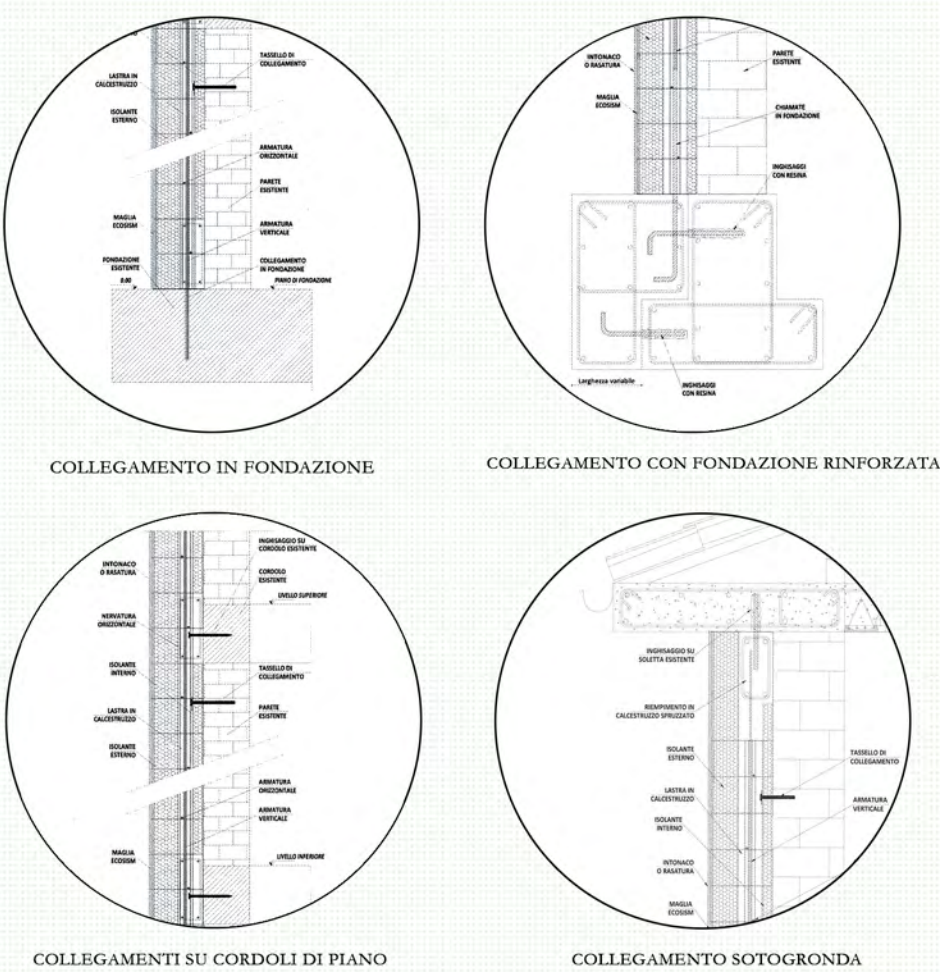 TASSELLO DI
COLLEGAMENTO
LASTRA IN
CALCESTRUZZO
ISOLANTE
ESTERNO
ARMATURA
ORIZZONTALE
PARETE
ESISTENTE
MAGLIA
ECOSISM
ARMATURA
VERTICALE
FONDAZIONE
ESISTENTE
COLLEGAMENTO
IN FONDAZIONE
0.00
PIANO DI FONDAZIONE
COLLEGAMENTO IN FONDAZIONE
INTONACO
O RASATURA
PARETE
ESISTENTE
MAGLIA
ECOSISM
CHIAMATE
IN FONDAZIONE
INGHISAGGI
CON RESINA
Larghezza variabile
INGHISAGGI
CON RESINA
COLLEGAMENTO CON FONDAZIONE RINFORZATA
INGHISAGGIO SU
CORDOLO ESISTENTE
INTONACO
O RASATURA
CORDOLO
ESISTENTE
LIVELLO SUPERIORE
NERVATURA
ORIZZONTALE
ISOLANTE
INTERNO
TASSELLO DI
COLLEGAMENTO
LASTRA IN
CALCESTRUZZO
PARETE
ESISTENTE
ISOLANTE
ESTERNO
ARMATURA
ORIZZONTALE
ARMATURA
VERTICALE
MAGLIA
ECOSISM
LIVELLO INFERIORE
COLLEGAMENTI SU CORDOLI DI PIANO
INGHISAGGIO SU
SOLETTA ESISTENTE
RIEMPIMENTO IN
CALCESTRUZZO SPRUZZATO
ISOLANTE
ESTERNO
TASSELLO DI
COLLEGAMENTO
LASTRA IN
CALCESTRUZZO
ARMATURA
VERTICALE
ISOLANTE
INTERNO
INTONACO
O RASATURA
MAGLIA
ECOSISM
COLLEGAMENTO SOTOGRONDA